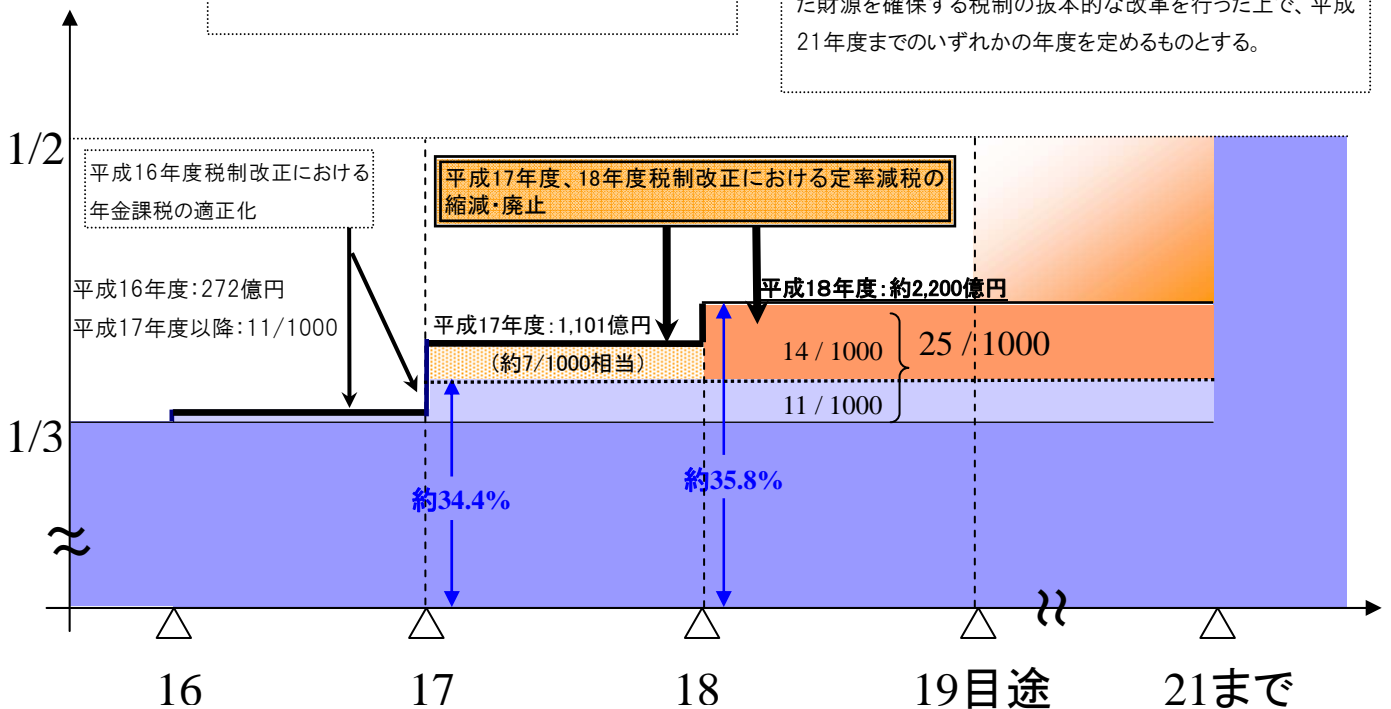 た財源を確保する税制の抜本的な改革を行った上で、平成
21年度までのいずれかの年度を定めるものとする。
1/2
平成16年度税制改正における
年金課税の適正化
平成17年度、18年度税制改正における定率減税の
縮減・廃止
平成16年度：272億円
平成17年度以降：11/1000
平成18年度：約2,200億円
平成17年度：1,101億円
(約7/1000相当)
14 / 1000
25 / 1000
11 / 1000
1/3
約34.4%
約35.8%
16
17
18
19目途
21まで